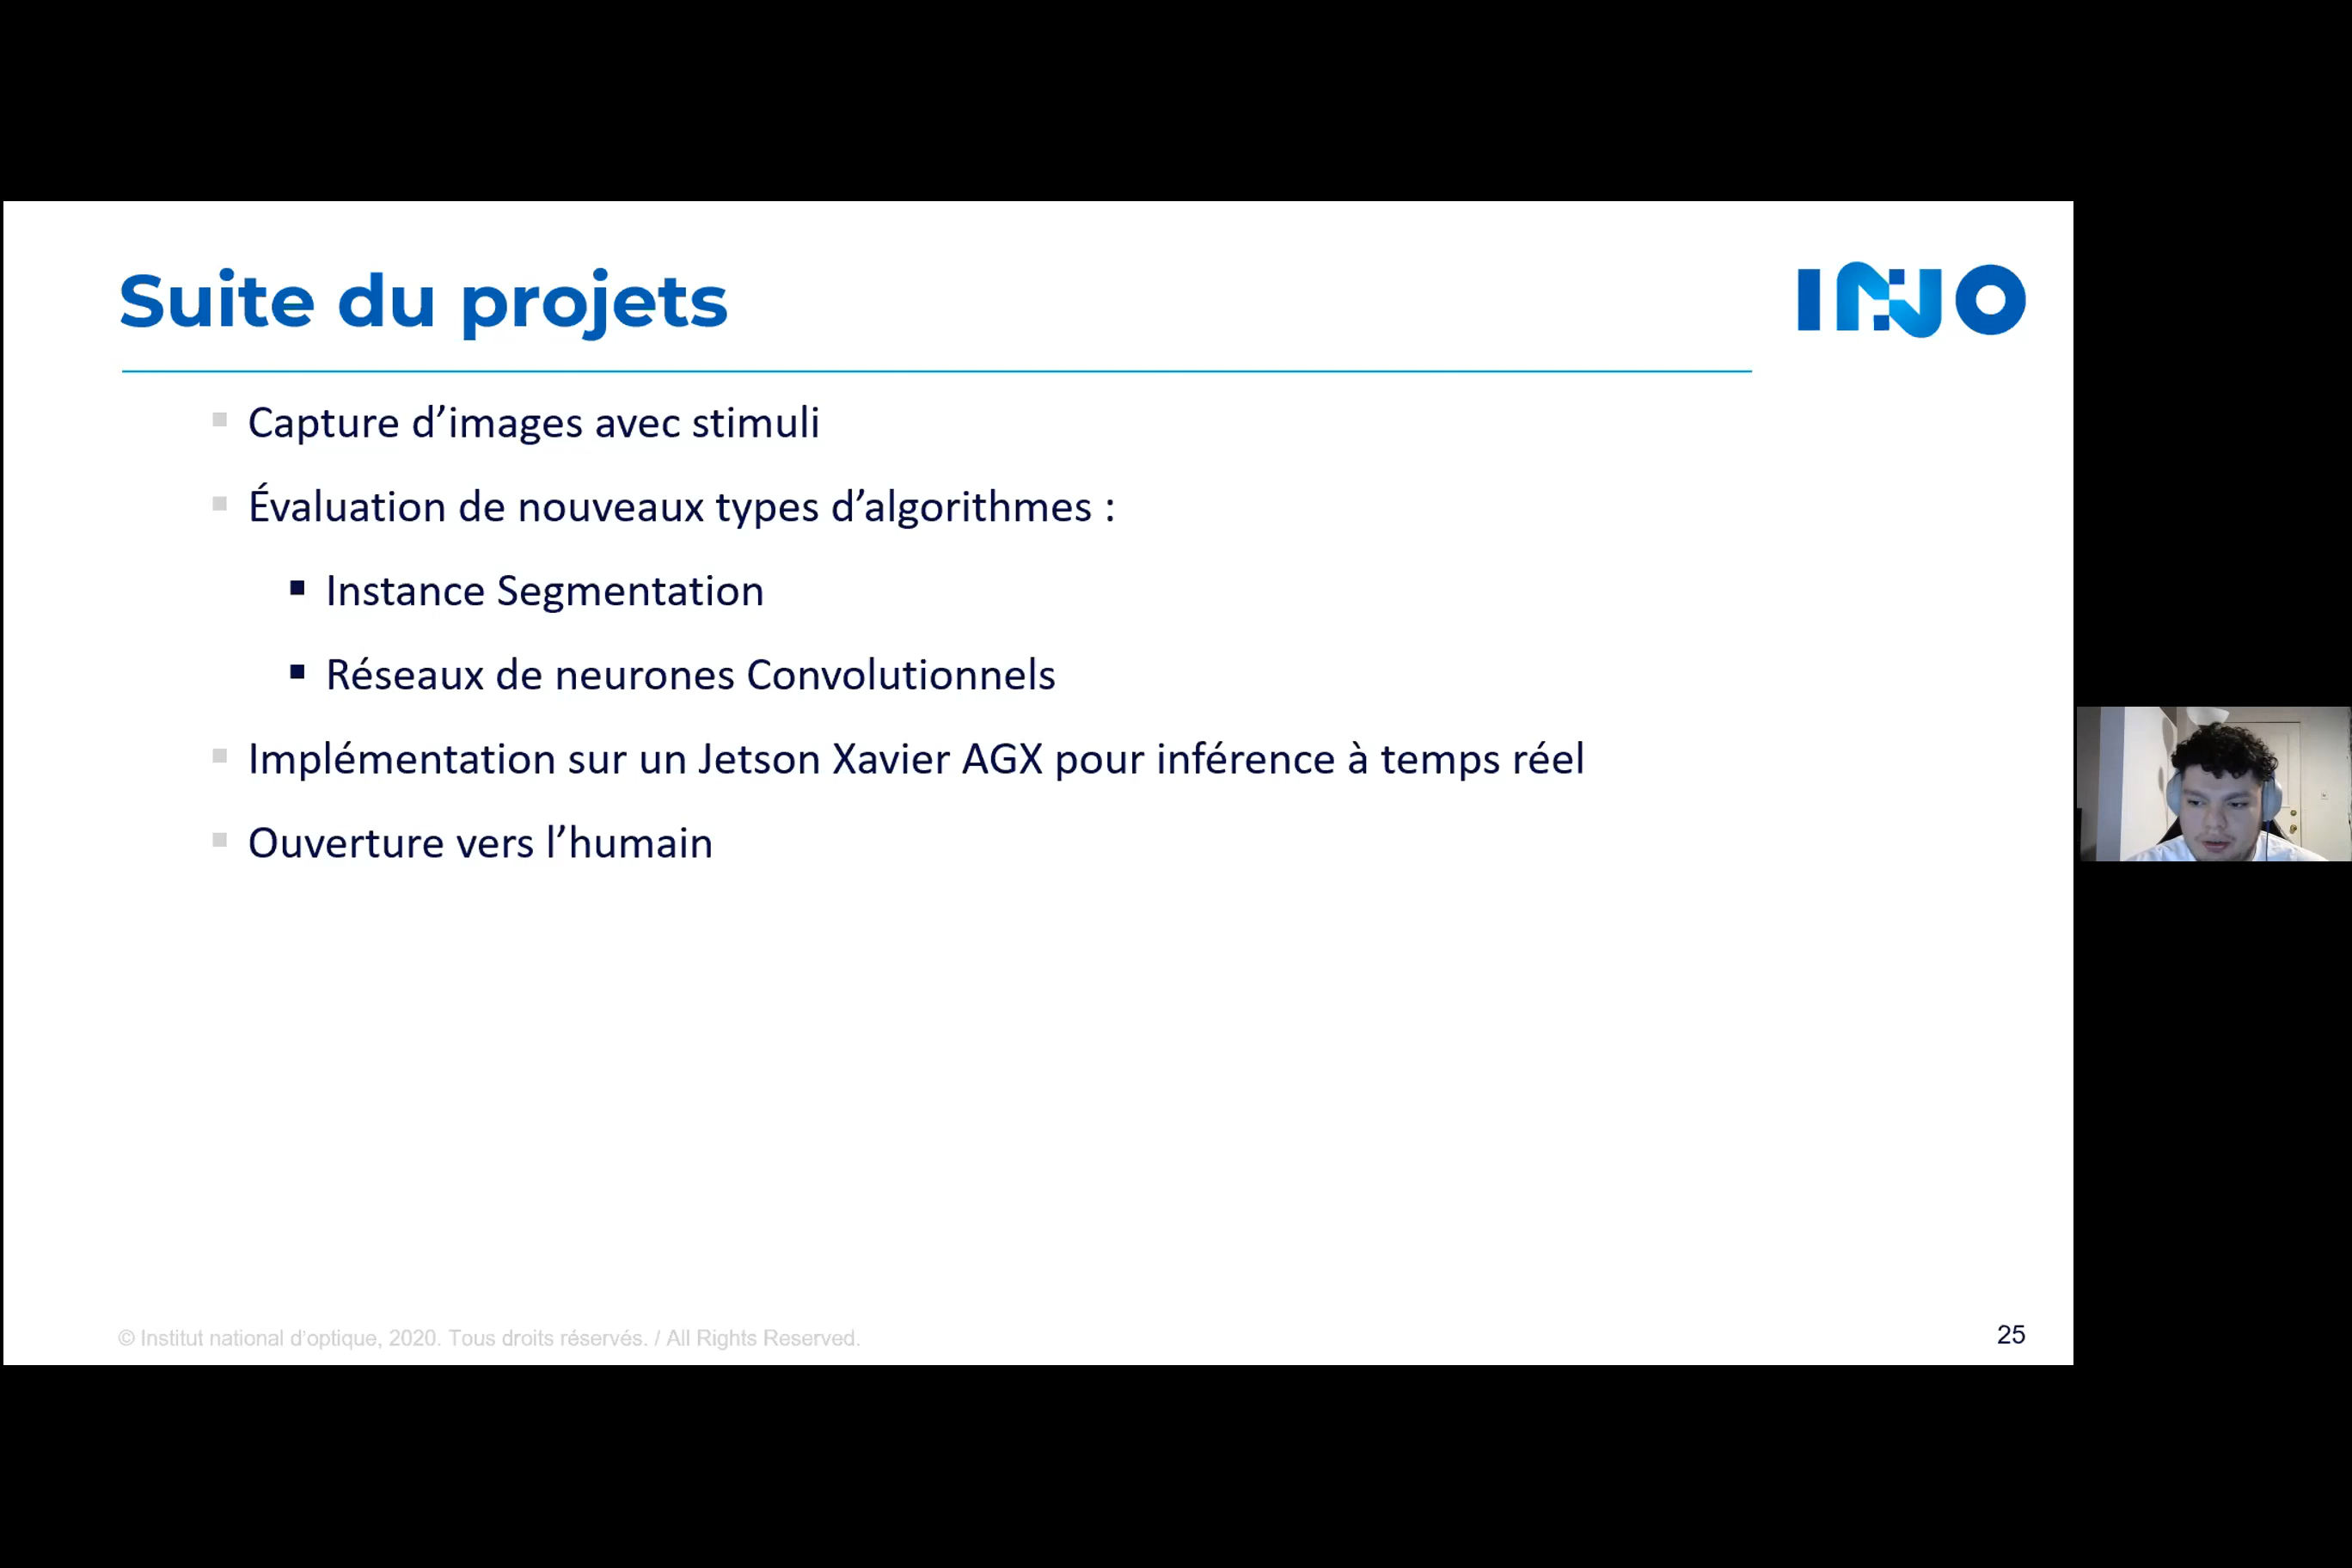 Suite du projets
INO
Capture d’images avec stimuli
Évaluation de nouveaux types d’algorithmes :
Instance Segmentation
Réseaux de neurones Convolutionnels
Implémentation sur un Jetson Xavier AGX pour inférence à temps réel
Ouverture vers l’humain
© Institut national d’optique, 2020. Tous droits réservés. / All Rights Reserved.
25